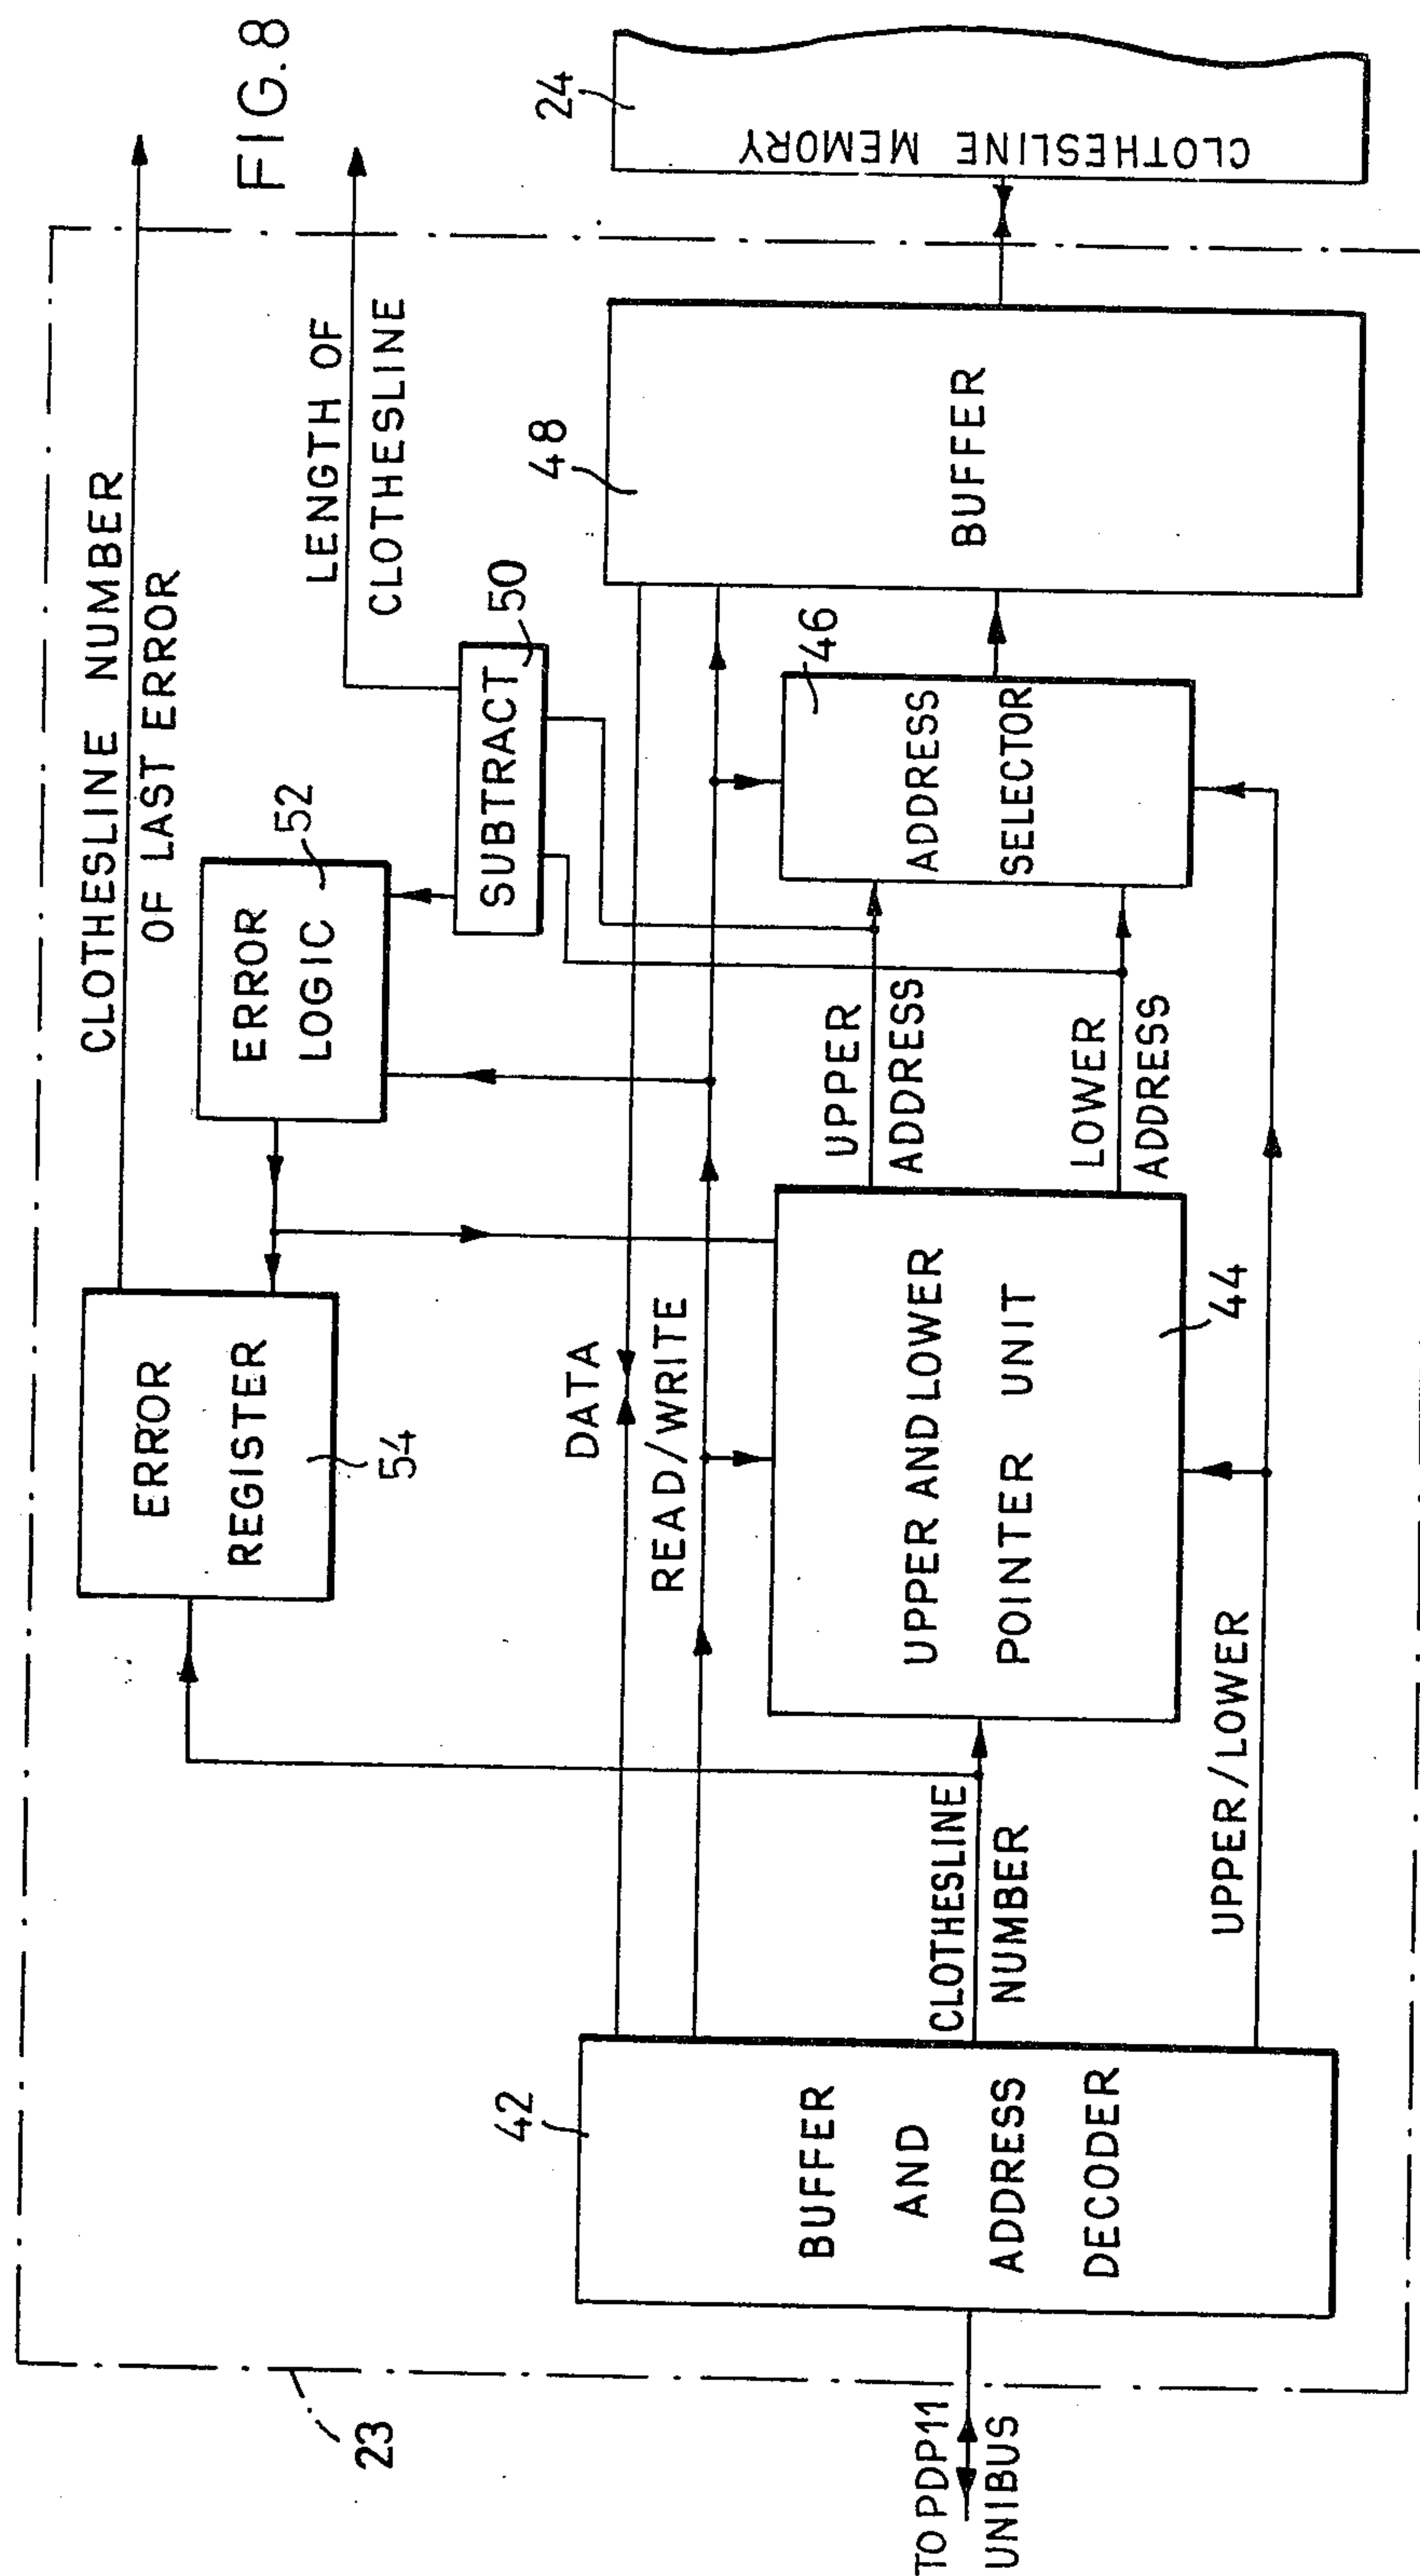 FIG.8
CLOTHESLINE NUMBER
OF LAST ERROR
LENGTH OF
CLOTHESLINE
ERROR
REGISTER
54
ERROR
LOGIC
52
SUBTRACT
50
DATA
READ/WRITE
23
TO PDP11
UNIBUS
42
BUFFER
AND
ADDRESS
DECODER
CLOTHESLINE
NUMBER
UPPER/LOWER
UPPER AND LOWER
POINTER UNIT
44
UPPER
ADDRESS
LOWER
ADDRESS
46
ADDRESS
SELECTOR
48
BUFFER
24
CLOTHESLINE MEMORY